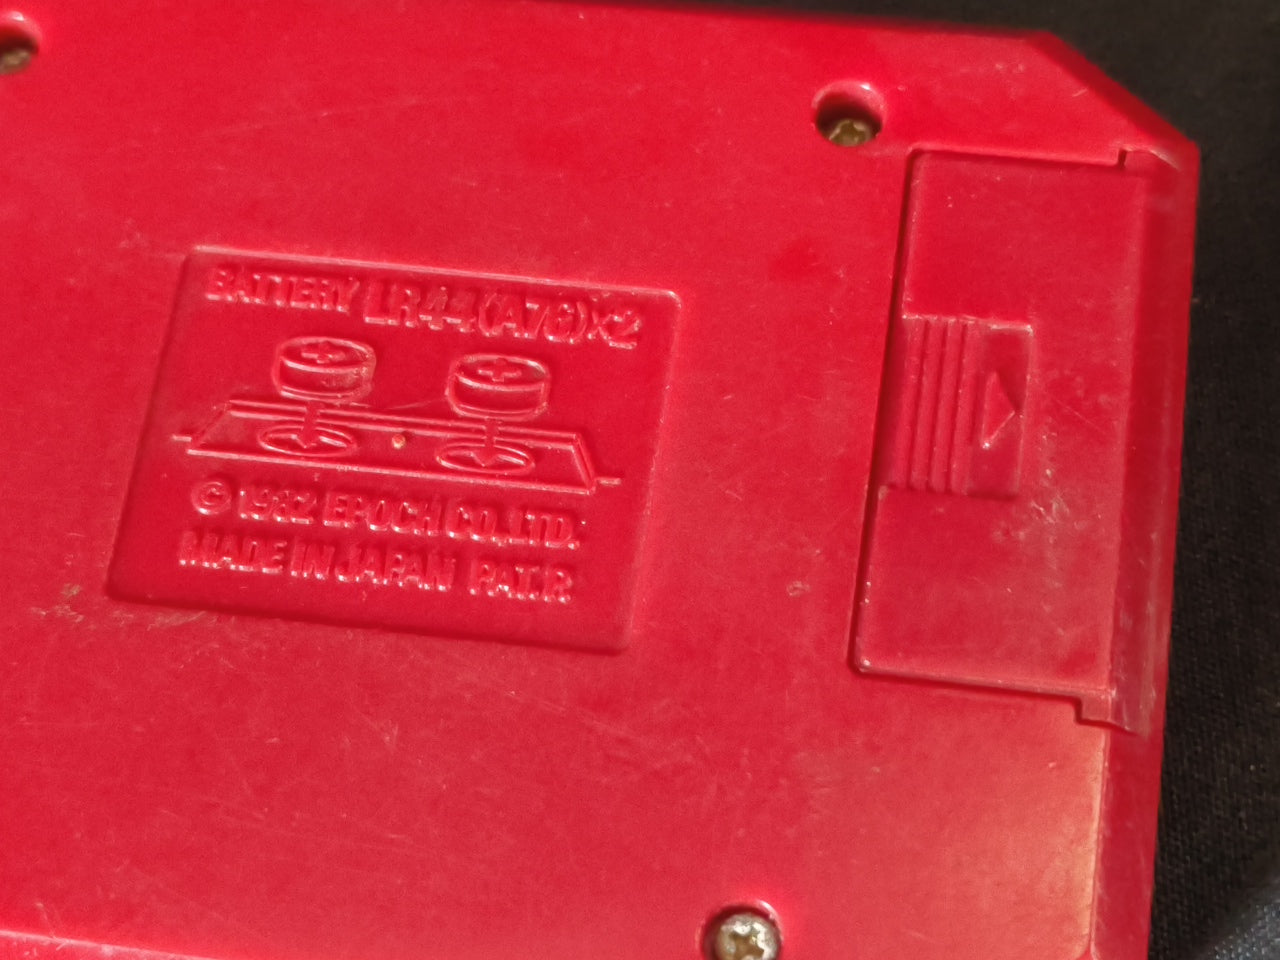 BATTERY LR44(A76)×2
+ +
© 1982 EPOCH CO.,LTD.
MADE IN JAPAN PAT.R